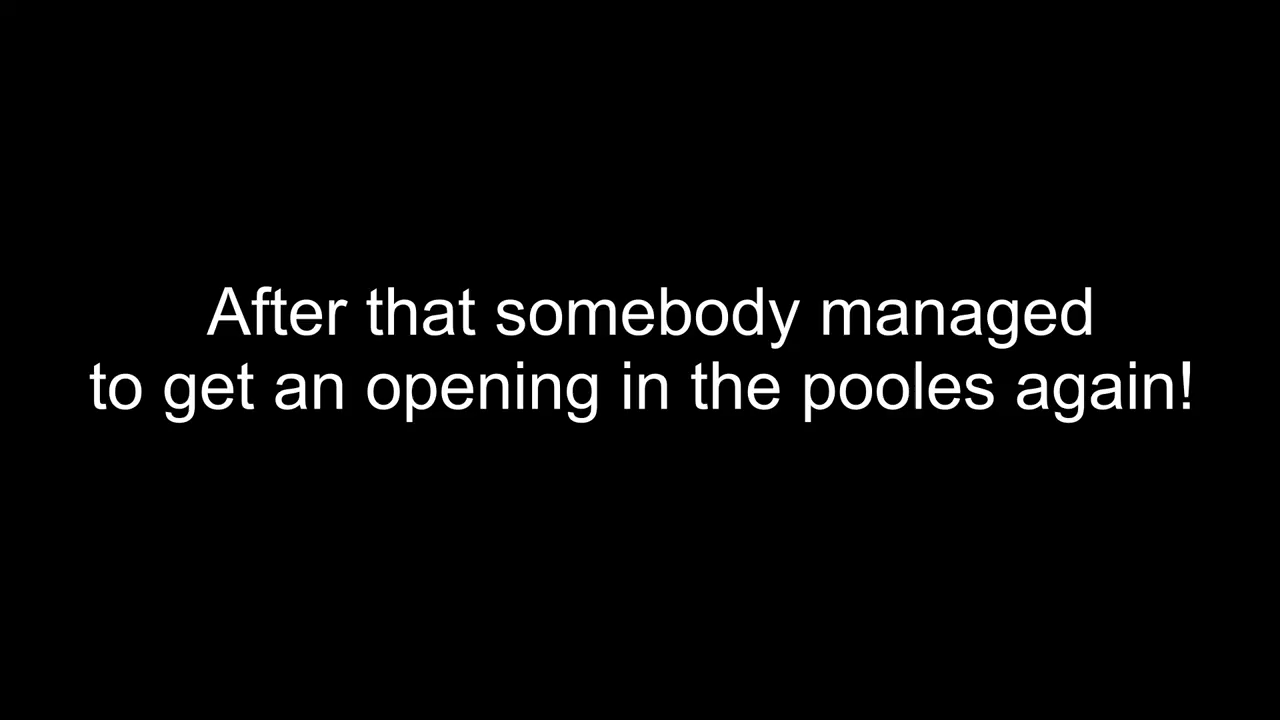 After that somebody managed
to get an opening in the pooles again!